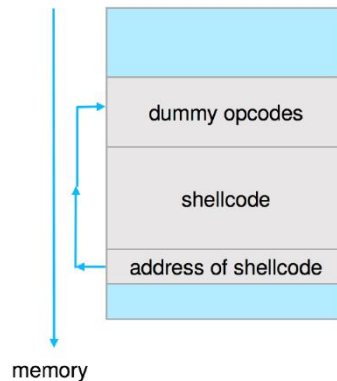 dummy opcodes
shellcode
address of shellcode
memory